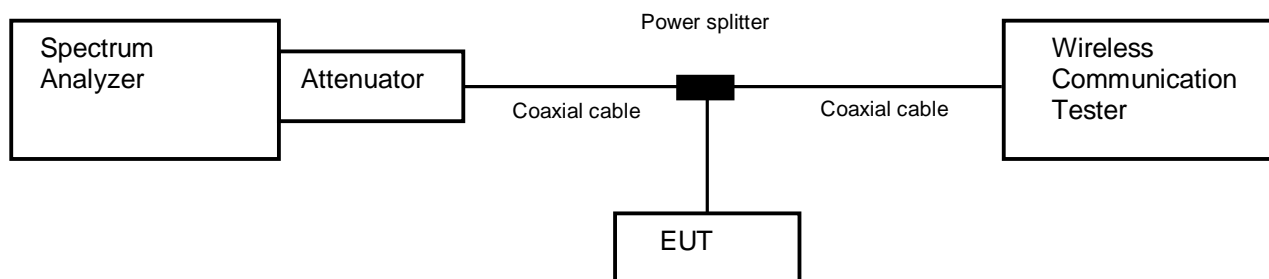 Power splitter
Spectrum
Analyzer
Attenuator
Coaxial cable
Coaxial cable
Wireless
Communication
Tester
EUT